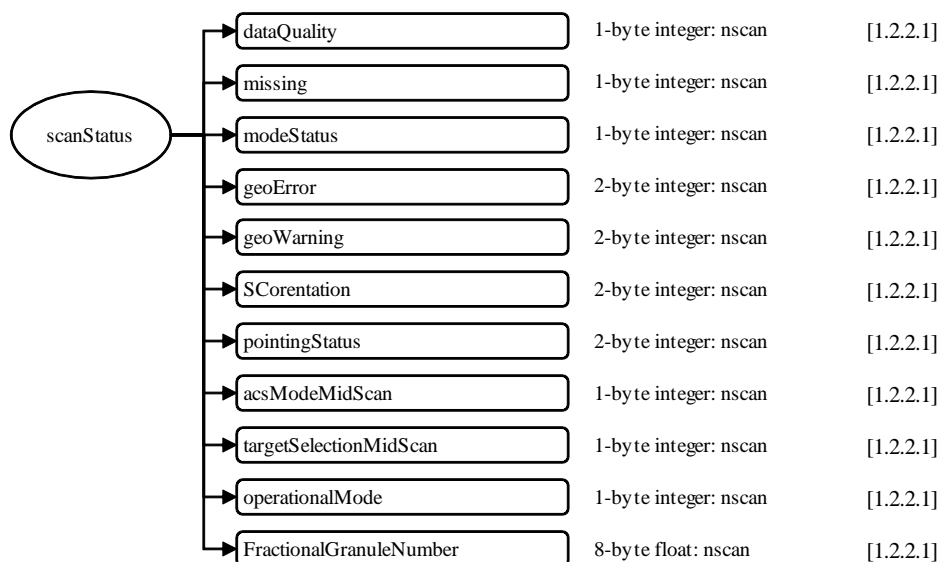 dataQuality 1-byte integer: nscan [1.2.2.1]
missing 1-byte integer: nscan [1.2.2.1]
scanStatus modeStatus 1-byte integer: nscan [1.2.2.1]
geoError 2-byte integer: nscan [1.2.2.1]
geoWarning 2-byte integer: nscan [1.2.2.1]
SCorentation 2-byte integer: nscan [1.2.2.1]
pointingStatus 2-byte integer: nscan [1.2.2.1]
acsModeMidScan 1-byte integer: nscan [1.2.2.1]
targetSelectionMidScan 1-byte integer: nscan [1.2.2.1]
operationalMode 1-byte integer: nscan [1.2.2.1]
FractionalGranuleNumber 8-byte float: nscan [1.2.2.1]